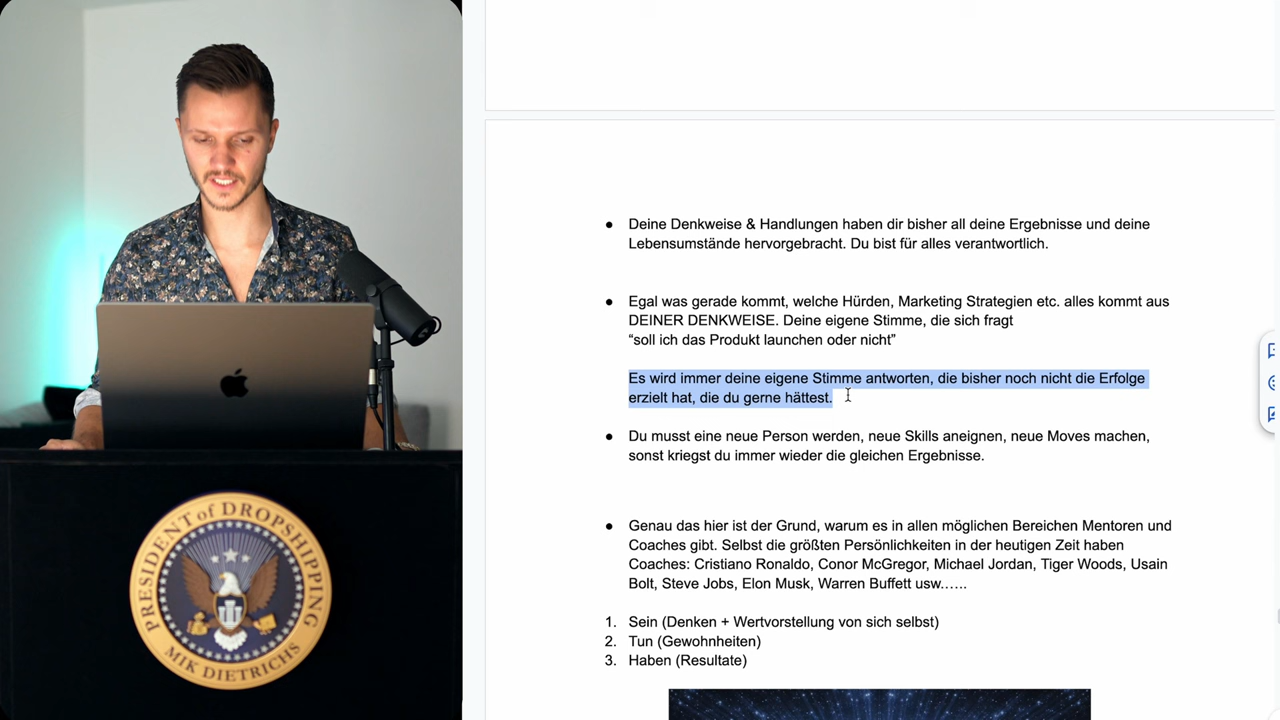 PRESIDENT of DROPSHIPPING
MIK DIETRICHS
● Deine Denkweise & Handlungen haben dir bisher all deine Ergebnisse und deine
Lebensumstände hervorgebracht. Du bist für alles verantwortlich.
● Egal was gerade kommt, welche Hürden, Marketing Strategien etc. alles kommt aus
DEINER DENKWEISE. Deine eigene Stimme, die sich fragt
“soll ich das Produkt launchen oder nicht”
Es wird immer deine eigene Stimme antworten, die bisher noch nicht die Erfolge
erzielt hat, die du gerne hättest.
● Du musst eine neue Person werden, neue Skills aneignen, neue Moves machen,
sonst kriegst du immer wieder die gleichen Ergebnisse.
● Genau das hier ist der Grund, warum es in allen möglichen Bereichen Mentoren und
Coaches gibt. Selbst die größten Persönlichkeiten in der heutigen Zeit haben
Coaches: Cristiano Ronaldo, Conor McGregor, Michael Jordan, Tiger Woods, Usain
Bolt, Steve Jobs, Elon Musk, Warren Buffett usw……
1. Sein (Denken + Wertvorstellung von sich selbst)
2. Tun (Gewohnheiten)
3. Haben (Resultate)